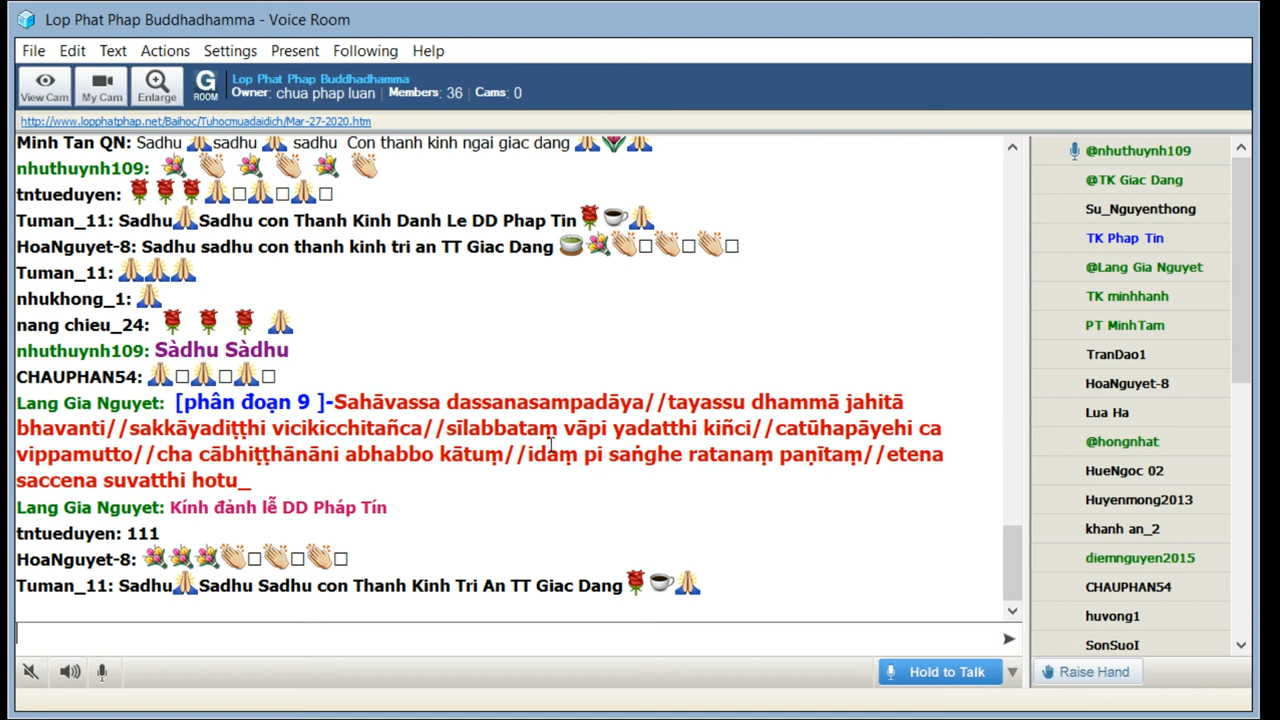 Lop Phat Phap Buddhadhamma - Voice Room
File Edit Text Actions Settings Present Following Help
View Cam My Cam Enlarge G ROOM Lop Phat Phap Buddhadhamma
Owner: chua phap luan , Members: 36 , Cams: 0
http://www.lopphatphap.net/Baihoc/Tuhocmuadaidich/Mar-27-2020.htm
Minh Tan QN: Sadhu 🙏sadhu 🙏 sadhu Con thanh kinh ngai giac dang 🙏🌷🙏
nhuthuynh109: 💐 👏 💐 👏 💐 👏
tntueduyen: 🌹🌹🌹🙏□🙏□🙏□
Tuman_11: Sadhu🙏Sadhu con Thanh Kinh Danh Le DD Phap Tin🌹☕🙏
HoaNguyet-8: Sadhu sadhu con thanh kinh tri an TT Giac Dang 🍵💐👏□👏□👏□
Tuman_11: 🙏🙏🙏
nhukhong_1: 🙏
nang chieu_24: 🌹 🌹 🌹 🙏
nhuthuynh109: Sàdhu Sàdhu
CHAUPHAN54: 🙏□🙏□🙏□
Lang Gia Nguyet: [phân đoạn 9 ]-Sahāvassa dassanasampadāya//tayassu dhammā jahitā
bhavanti//sakkāyadiṭṭhi vicikicchitañca//sīlabbataṃ vāpi yadatthi kiñci//catūhapāyehi ca
vippamutto//cha cābhiṭṭhānāni abhabbo kātuṃ//idaṃ pi saṅghe ratanaṃ paṇītaṃ//etena
saccena suvatthi hotu_
Lang Gia Nguyet: Kính đảnh lễ DD Pháp Tín
tntueduyen: 111
HoaNguyet-8: 💐💐💐👏□👏□👏□
Tuman_11: Sadhu🙏Sadhu Sadhu con Thanh Kinh Tri An TT Giac Dang🌹☕🙏
Hold to Talk
@nhuthuynh109
@TK Giac Dang
Su_Nguyenthong
TK Phap Tin
@Lang Gia Nguyet
TK minhhanh
PT MinhTam
TranDao1
HoaNguyet-8
Lua Ha
@hongnhat
HueNgoc 02
Huyenmong2013
khanh an_2
diemnguyen2015
CHAUPHAN54
huvong1
SonSuoI
Raise Hand